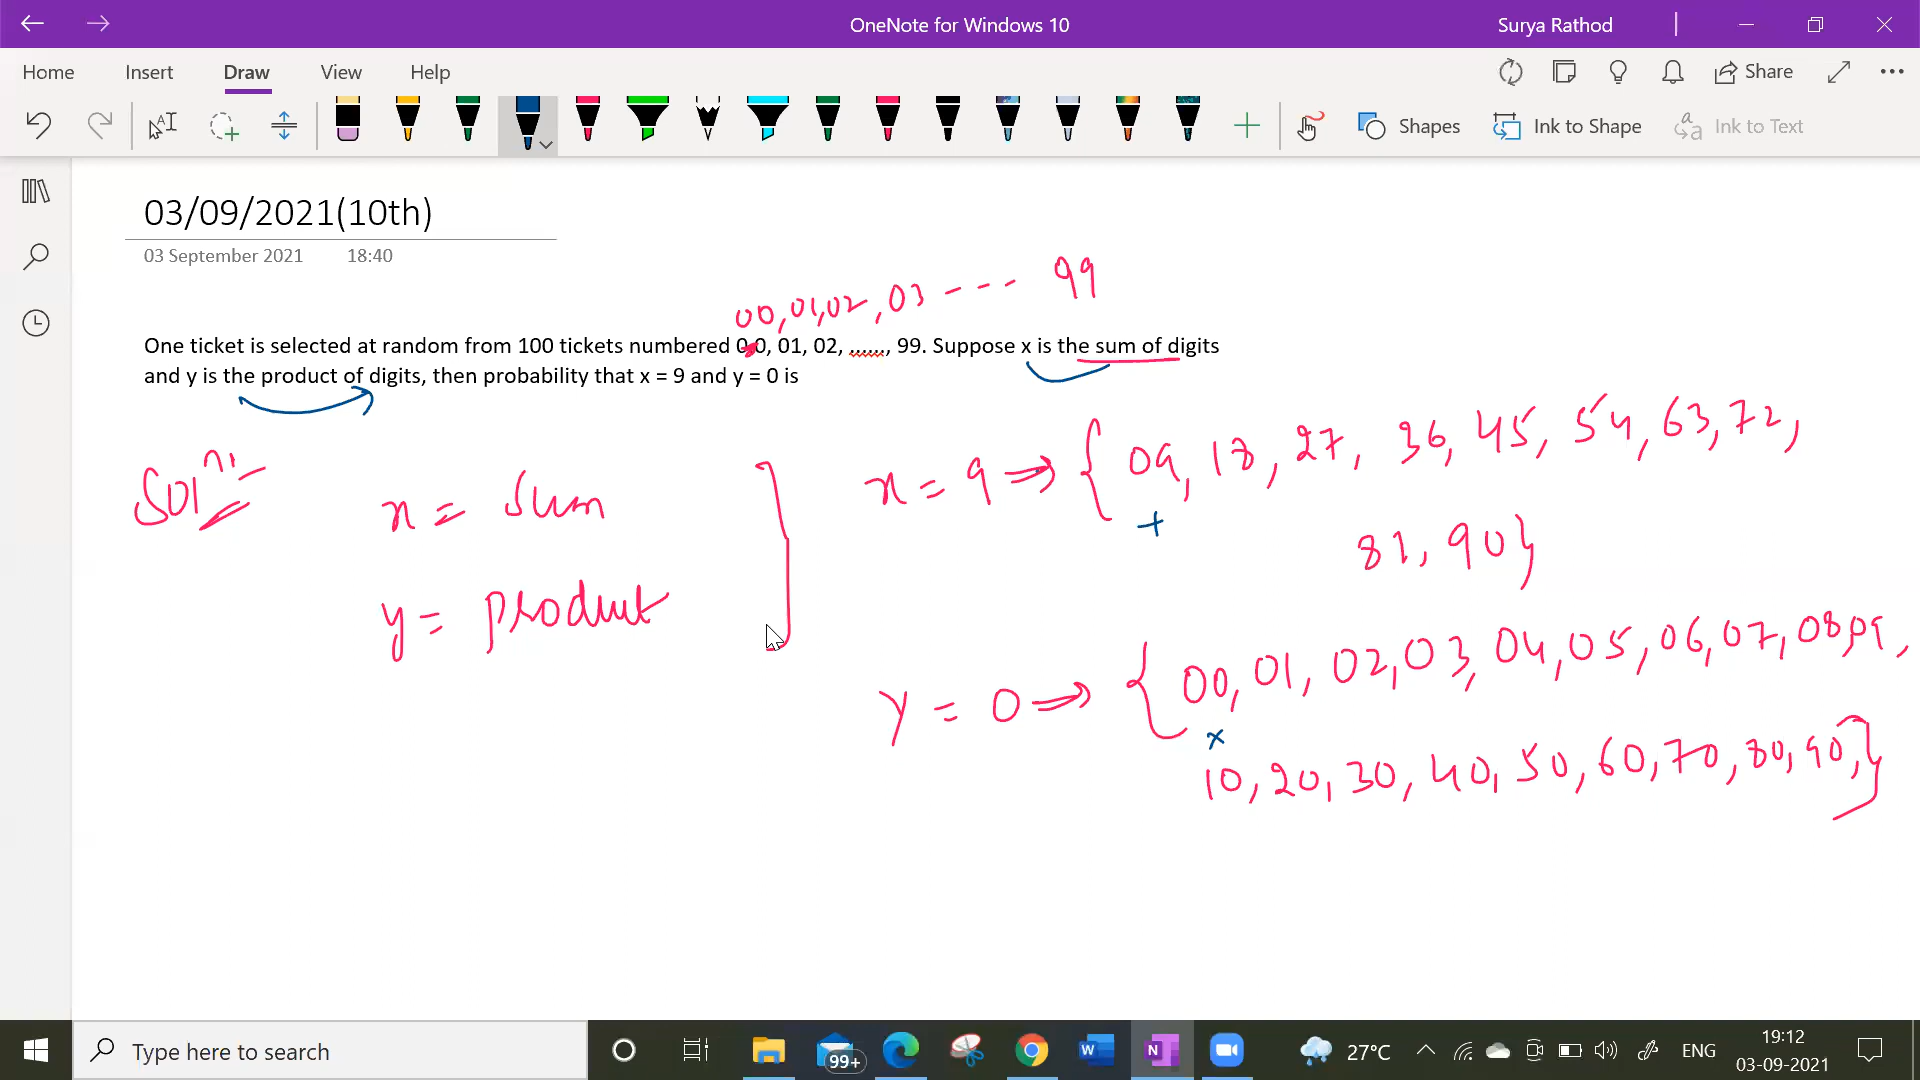 OneNote for Windows 10
Surya Rathod
Home Insert Draw View Help
Share
Shapes Ink to Shape Ink to Text
03/09/2021(10th)
03 September 2021 18:40
00, 01, 02, 03 - - - - 99
One ticket is selected at random from 100 tickets numbered 0 0, 01, 02, ......, 99. Suppose x is the sum of digits
and y is the product of digits, then probability that x = 9 and y = 0 is
Solⁿ:
x = sum
y = product
x = 9 ⇒ { 09, 18, 27, 36, 45, 54, 63, 72,
+
81, 90}
y = 0 ⇒ { 00, 01, 02, 03, 04, 05, 06, 07, 08, 09,
x
10, 20, 30, 40, 50, 60, 70, 80, 90,}
Type here to search
99+
27°C
ENG
19:12
03-09-2021